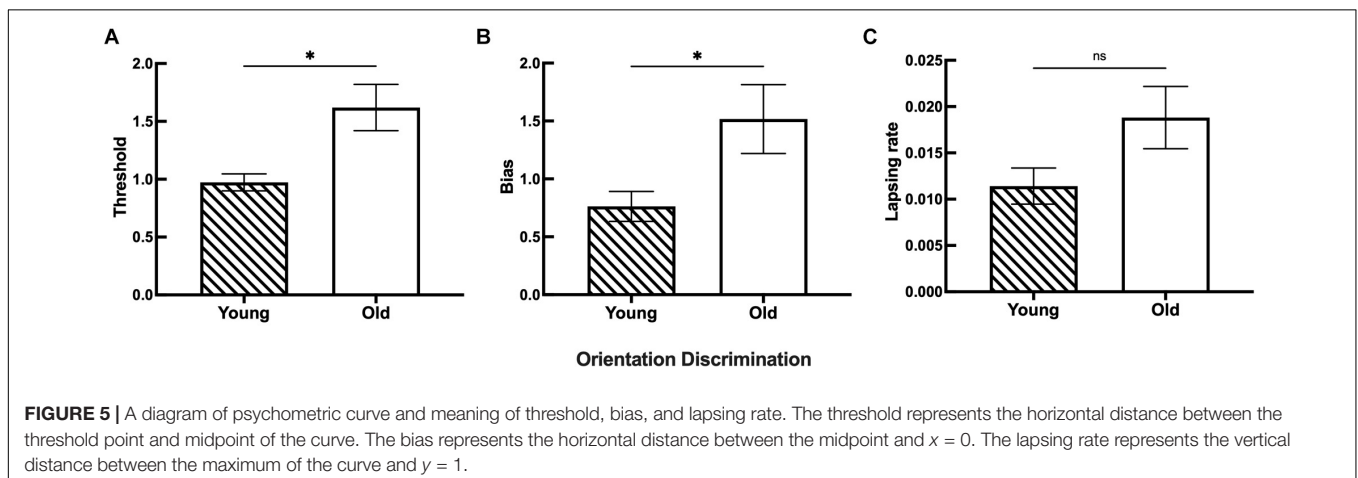 A
B
C
*
*
ns
2.0
1.5
1.0
0.5
0.0
Threshold
Young Old
2.0
1.5
1.0
0.5
0.0
Bias
Young Old
0.025
0.020
0.015
0.010
0.005
0.000
Lapsing rate
Young Old
Orientation Discrimination
FIGURE 5 | A diagram of psychometric curve and meaning of threshold, bias, and lapsing rate. The threshold represents the horizontal distance between the
threshold point and midpoint of the curve. The bias represents the horizontal distance between the midpoint and x = 0. The lapsing rate represents the vertical
distance between the maximum of the curve and y = 1.